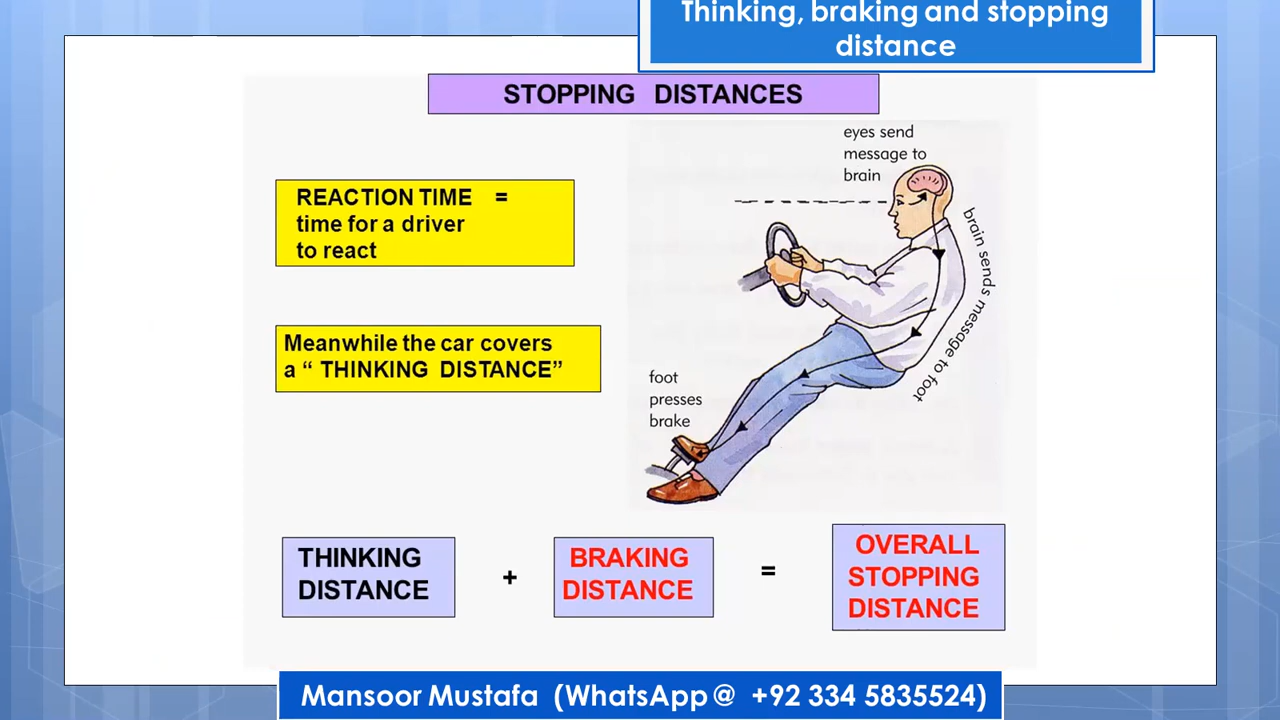 Thinking, braking and stopping
distance
STOPPING DISTANCES
eyes send
message to
brain
REACTION TIME =
time for a driver
to react
brain sends message to foot
Meanwhile the car covers
a “ THINKING DISTANCE”
foot
presses
brake
THINKING
DISTANCE
+
BRAKING
DISTANCE
=
OVERALL
STOPPING
DISTANCE
Mansoor Mustafa (WhatsApp@ +92 334 5835524)